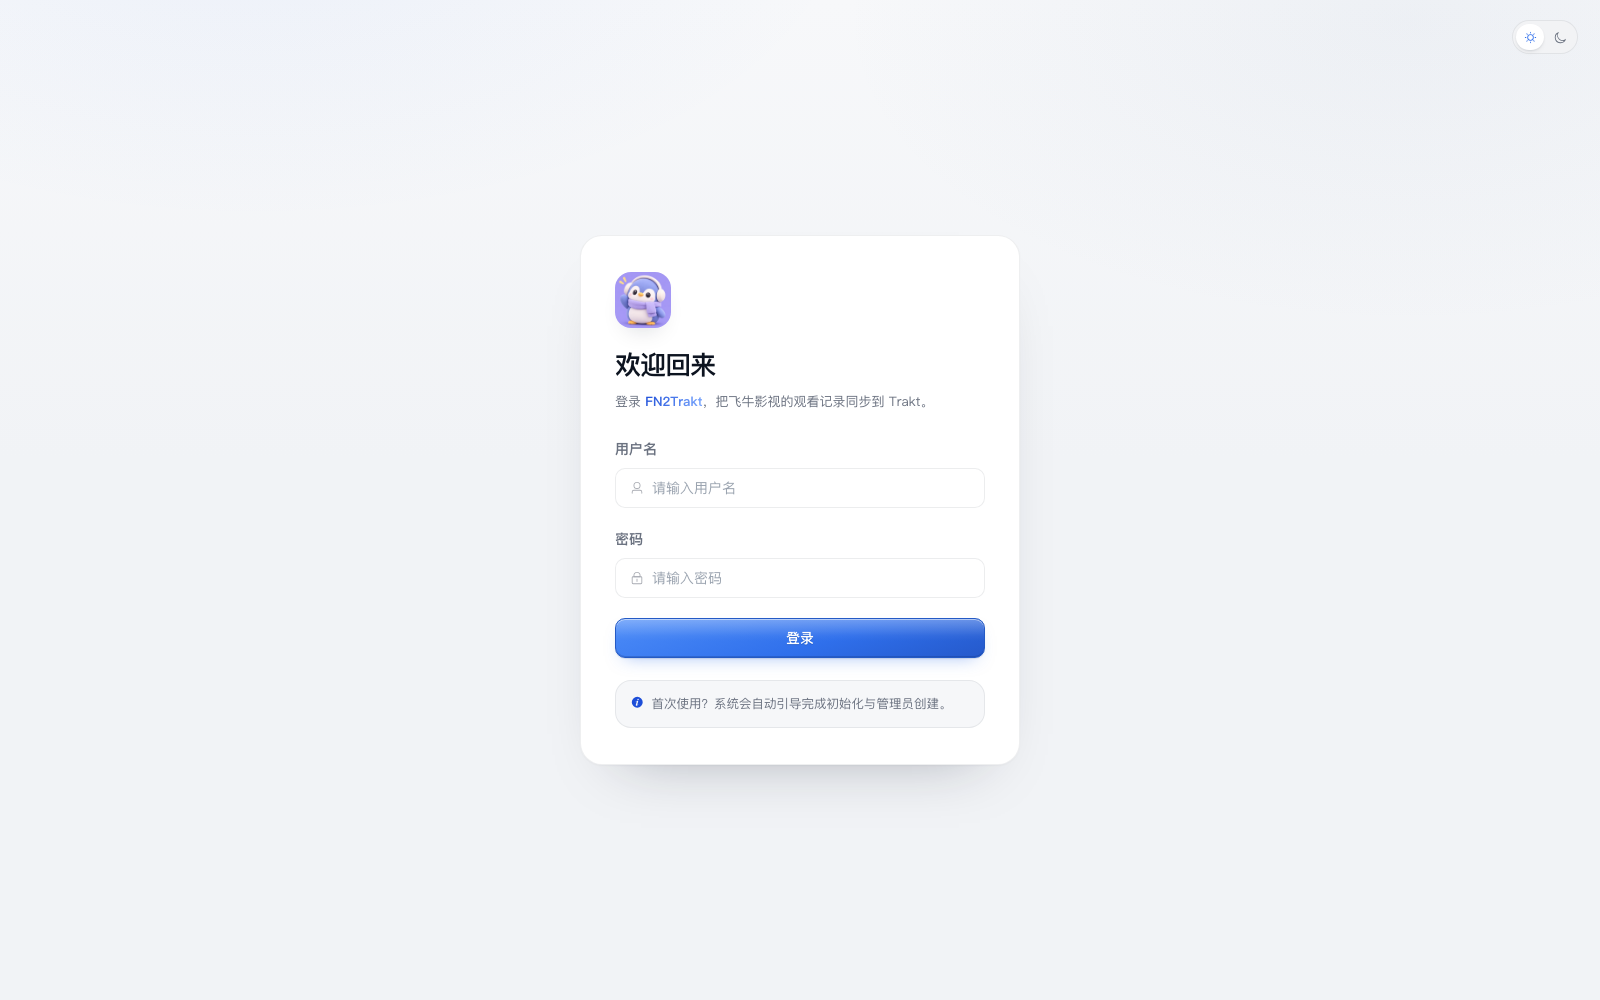 欢迎回来
登录 FN2Trakt，把飞牛影视的观看记录同步到 Trakt。
用户名
请输入用户名
密码
请输入密码
登录
首次使用？系统会自动引导完成初始化与管理员创建。